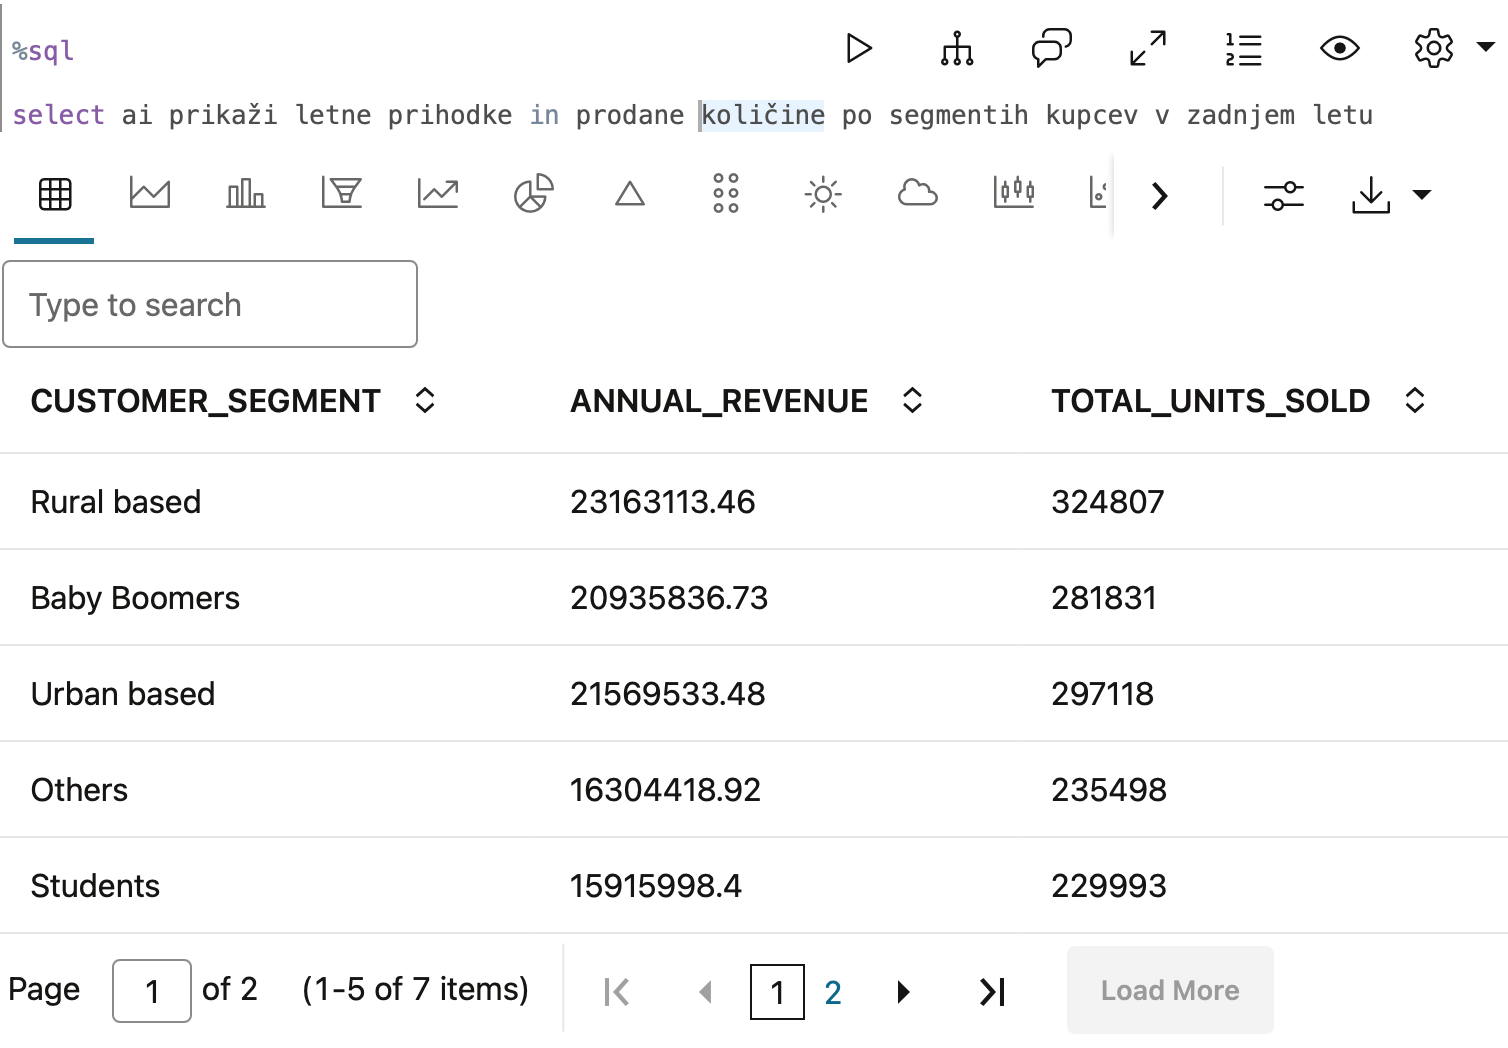 %sql
select ai prikaži letne prihodke in prodane količine po segmentih kupcev v zadnjem letu
Type to search
CUSTOMER_SEGMENT ANNUAL_REVENUE TOTAL_UNITS_SOLD
Rural based 23163113.46 324807
Baby Boomers 20935836.73 281831
Urban based 21569533.48 297118
Others 16304418.92 235498
Students 15915998.4 229993
Page 1 of 2 (1-5 of 7 items) 1 2 Load More